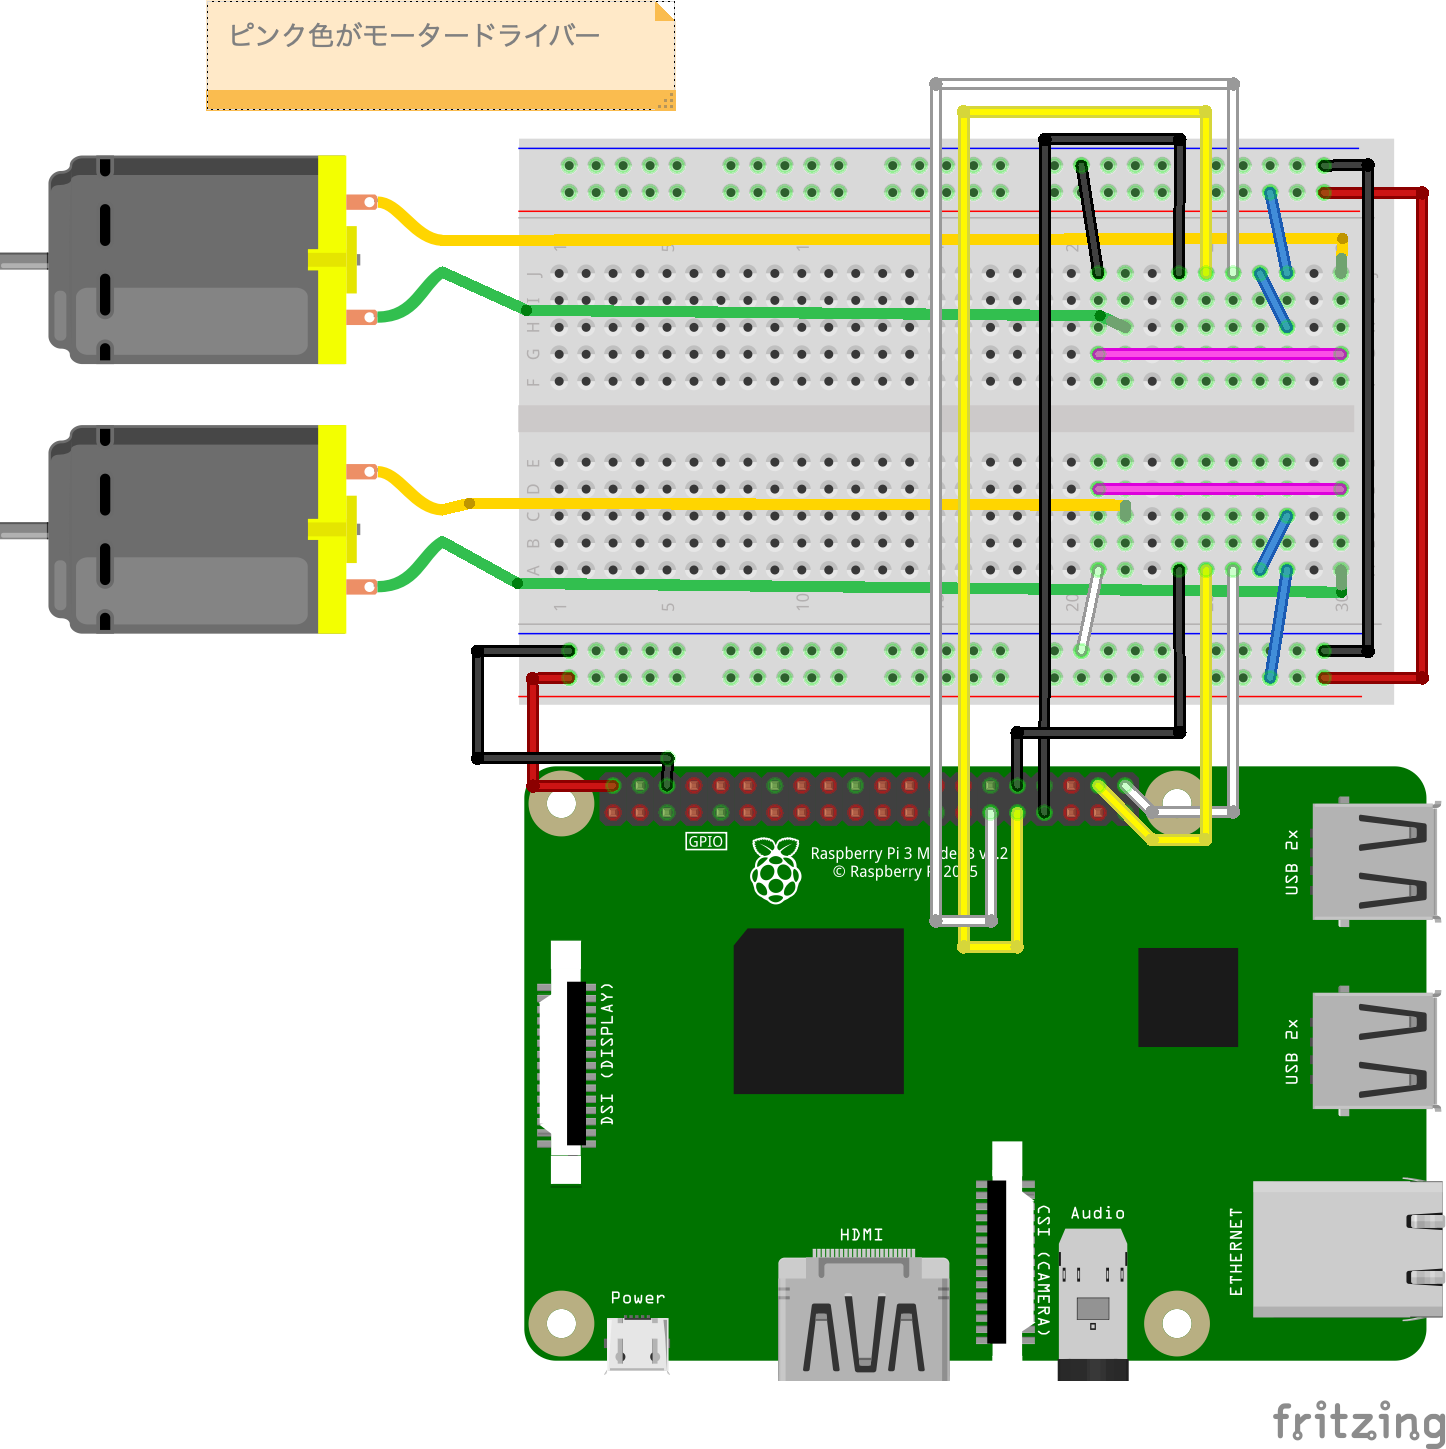 ピンク色がモータードライバー
J
I
H
G
F
E
D
C
B
A
1
5
10
20
30
GPIO
Raspberry Pi 3 Model B v1.2
© Raspberry Pi 2015
USB 2x
DSI (DISPLAY)
USB 2x
CSI (CAMERA)
Audio
HDMI
ETHERNET
Power
fritzing